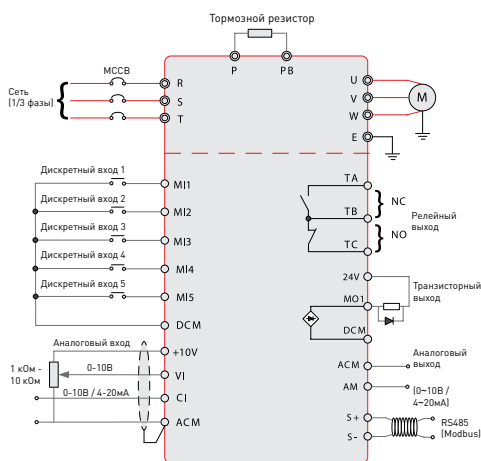 Тормозной резистор
P
PB
MCCB
Сеть
(1/3 фазы)
R
S
T
U
V
W
E
M
Дискретный вход 1
MI1
Дискретный вход 2
MI2
Дискретный вход 3
MI3
Дискретный вход 4
MI4
Дискретный вход 5
MI5
DCM
TA
NC
TB
Релейный
выход
NO
TC
24V
Транзисторный
выход
MO1
DCM
Аналоговый вход
+10V
1 кОм -
10 кОм
0-10В
VI
0-10В / 4-20мА
CI
ACM
ACM
Аналоговый
выход
AM
(0~10В /
4~20мА)
S+
S-
RS485
(Modbus)